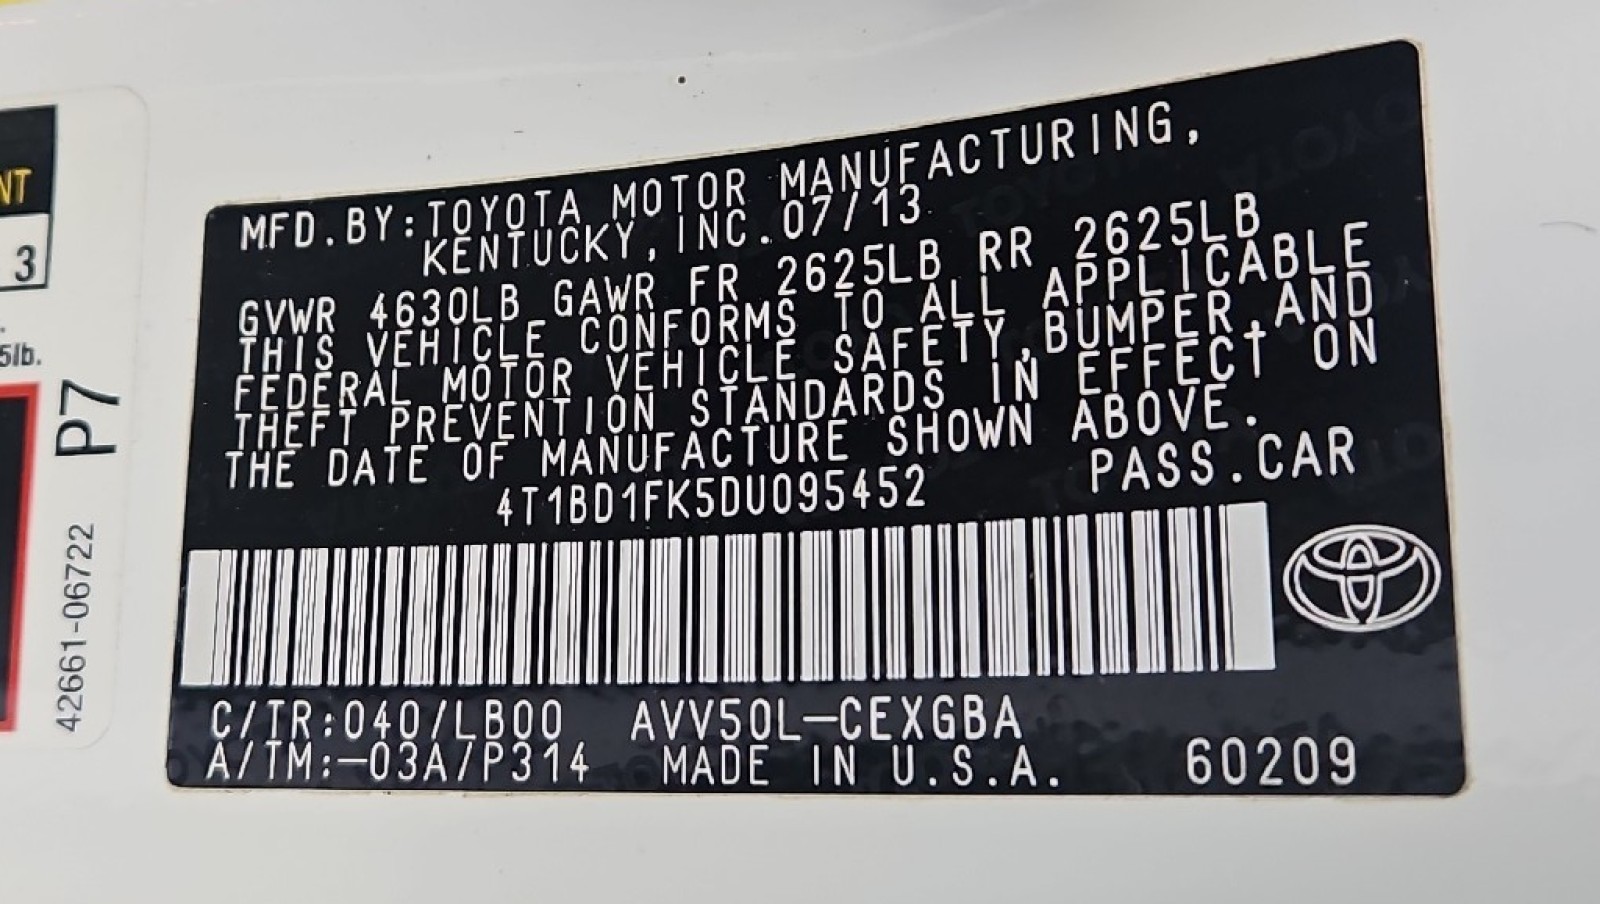 NT
3
5lb.
P7
42661-06722
MFD.BY:TOYOTA MOTOR MANUFACTURING,
KENTUCKY, INC.07/13
GVWR 4630LB GAWR FR 2625LB RR 2625LB
THIS VEHICLE CONFORMS TO ALL APPLICABLE
FEDERAL MOTOR VEHICLE SAFETY,BUMPER,AND
THEFT PREVENTION STANDARDS IN EFFECT ON
THE DATE OF MANUFACTURE SHOWN ABOVE.
4T1BD1FK5DU095452 PASS.CAR
C/TR:040/LB00 AVV50L-CEXGBA
A/TM:-03A/P314 MADE IN U.S.A. 60209